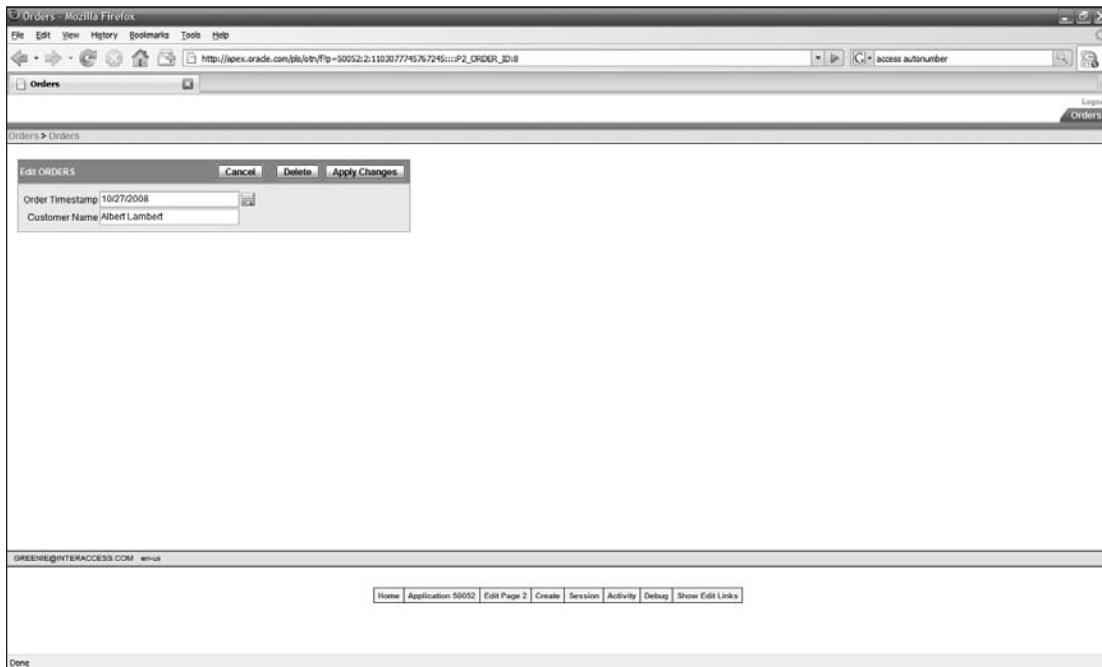 Orders - Mozilla Firefox
File Edit View History Bookmarks Tools Help
http://apex.oracle.com/pls/otn/f?p=50052:2:1103077745767245::::P2_ORDER_ID:8
access autonumber
Orders
Logout
Orders
Orders > Orders
Edit ORDERS
Cancel Delete Apply Changes
Order Timestamp 10/27/2008
Customer Name Albert Lambert
GREENIE@INTERACCESS.COM en-us
Home Application 50052 Edit Page 2 Create Session Activity Debug Show Edit Links
Done